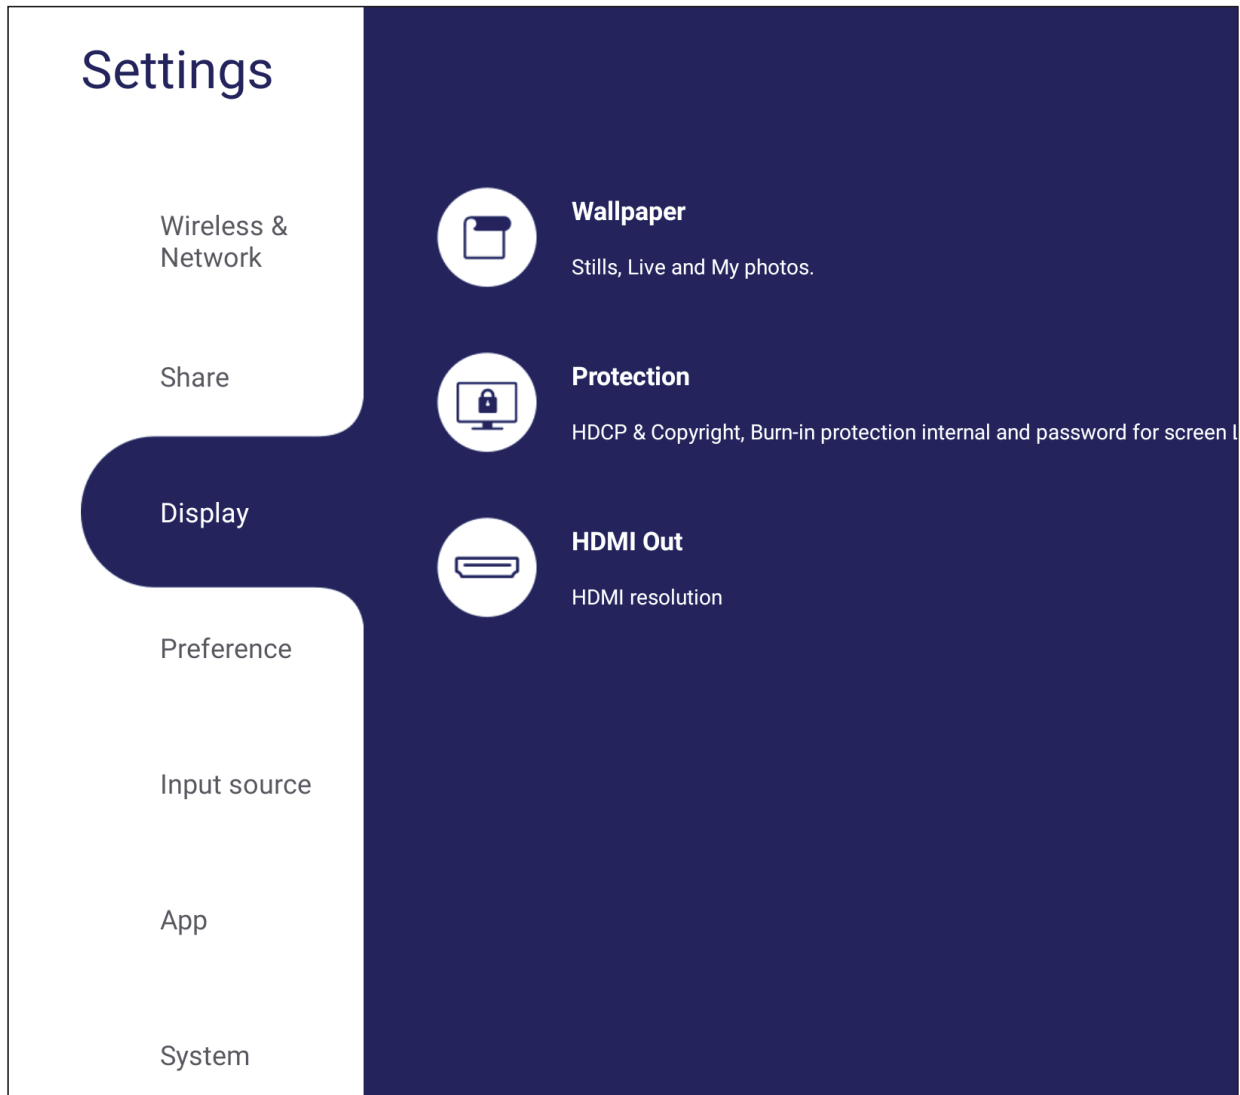 Settings
Wireless &
Network
Share
Display
Preference
Input source
App
System
Wallpaper
Stills, Live and My photos.
Protection
HDCP & Copyright, Burn-in protection internal and password for screen
HDMI Out
HDMI resolution